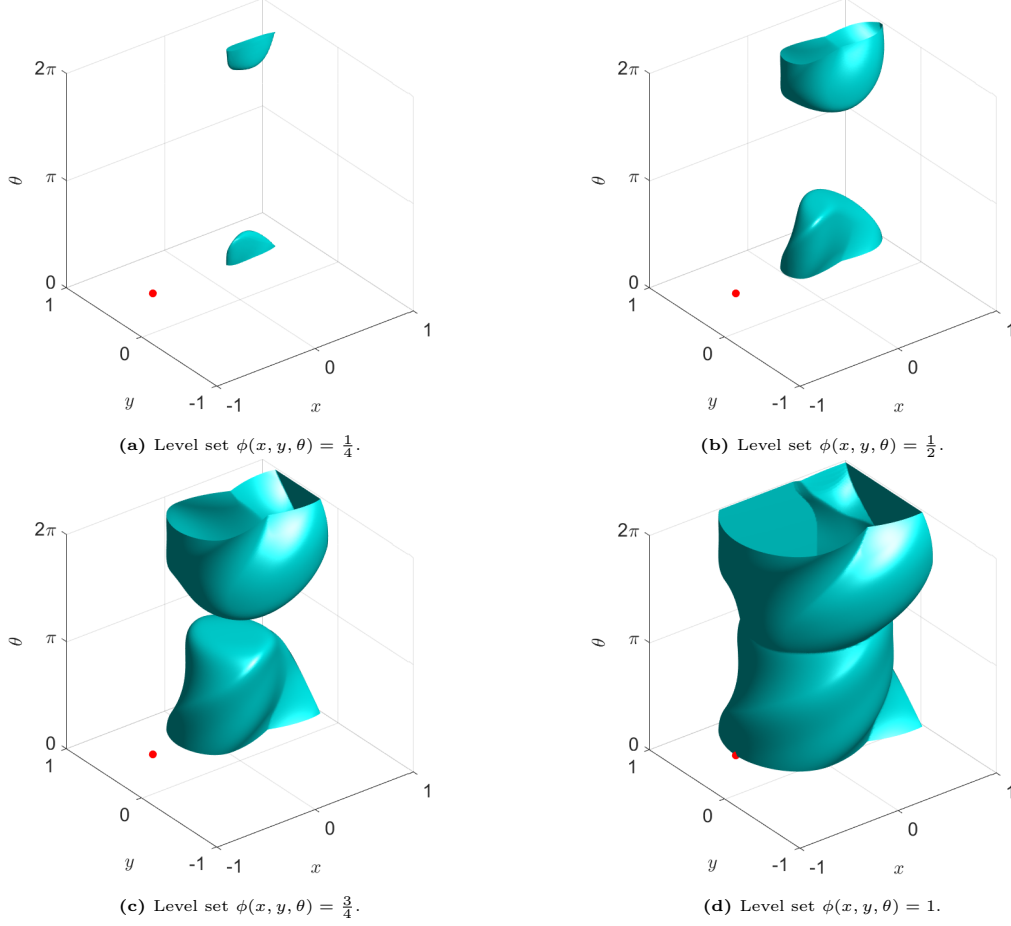 2π
π
0
θ
1
0
-1
y
-1
0
1
x
2π
π
0
θ
1
0
-1
y
-1
0
1
x
(a) Level set ϕ(x, y, θ) = 1/4.
(b) Level set ϕ(x, y, θ) = 1/2.
2π
π
0
θ
1
0
-1
y
-1
0
1
x
2π
π
0
θ
1
0
-1
y
-1
0
1
x
(c) Level set ϕ(x, y, θ) = 3/4.
(d) Level set ϕ(x, y, θ) = 1.